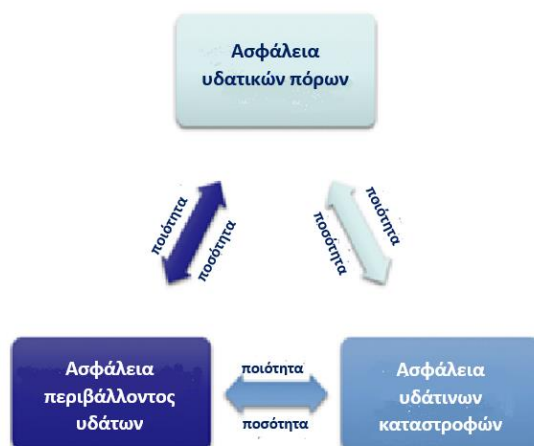 Ασφάλεια
υδατικών πόρων
ποιότητα
ποσότητα
ποιότητα
ποσότητα
Ασφάλεια
περιβάλλοντος
υδάτων
ποιότητα
ποσότητα
Ασφάλεια
υδάτινων
καταστροφών